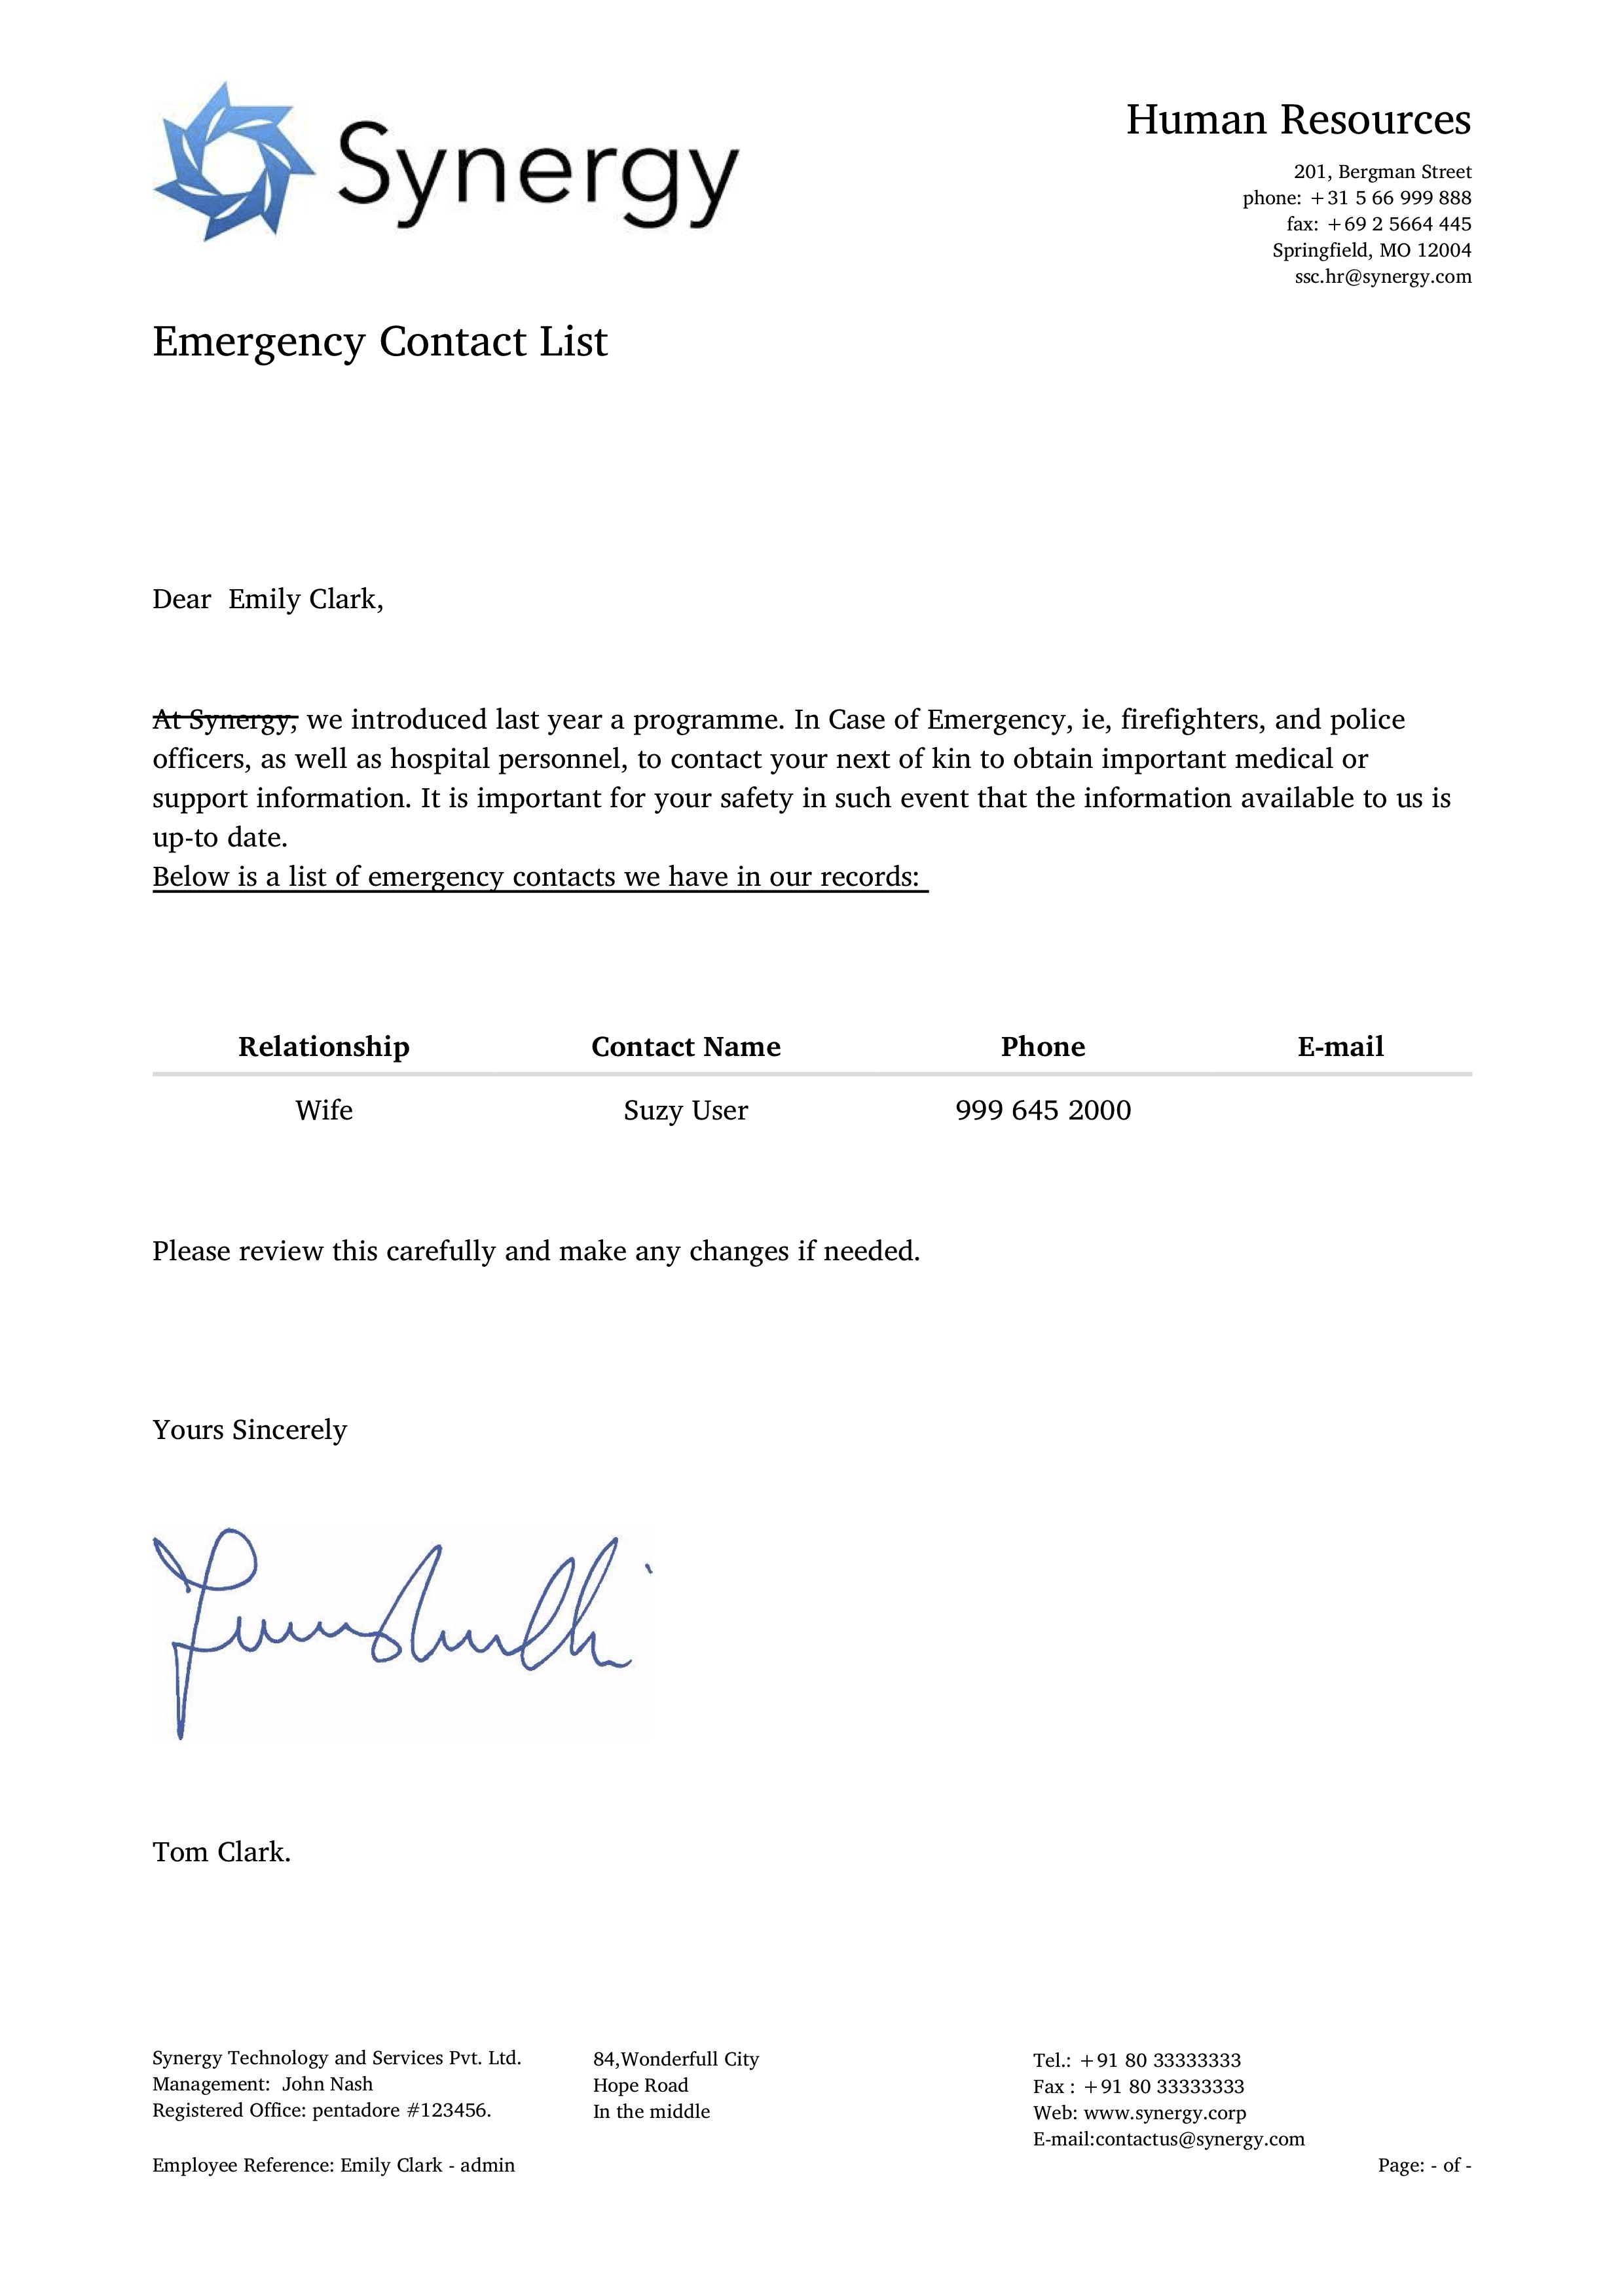 Synergy
Human Resources
201, Bergman Street
phone: +31 5 66 999 888
fax: +69 2 5664 445
Springfield, MO 12004
ssc.hr@synergy.com
Emergency Contact List
Dear  Emily Clark,
At Synergy, we introduced last year a programme. In Case of Emergency, ie, firefighters, and police
officers, as well as hospital personnel, to contact your next of kin to obtain important medical or
support information. It is important for your safety in such event that the information available to us is
up-to date.
Below is a list of emergency contacts we have in our records:
Relationship Contact Name Phone E-mail
Wife Suzy User 999 645 2000
Please review this carefully and make any changes if needed.
Yours Sincerely
Tom Clark.
Synergy Technology and Services Pvt. Ltd.
Management:  John Nash
Registered Office: pentadore #123456.
84,Wonderfull City
Hope Road
In the middle
Tel.: +91 80 33333333
Fax : +91 80 33333333
Web: www.synergy.corp
E-mail:contactus@synergy.com
Employee Reference: Emily Clark - admin
Page: - of -